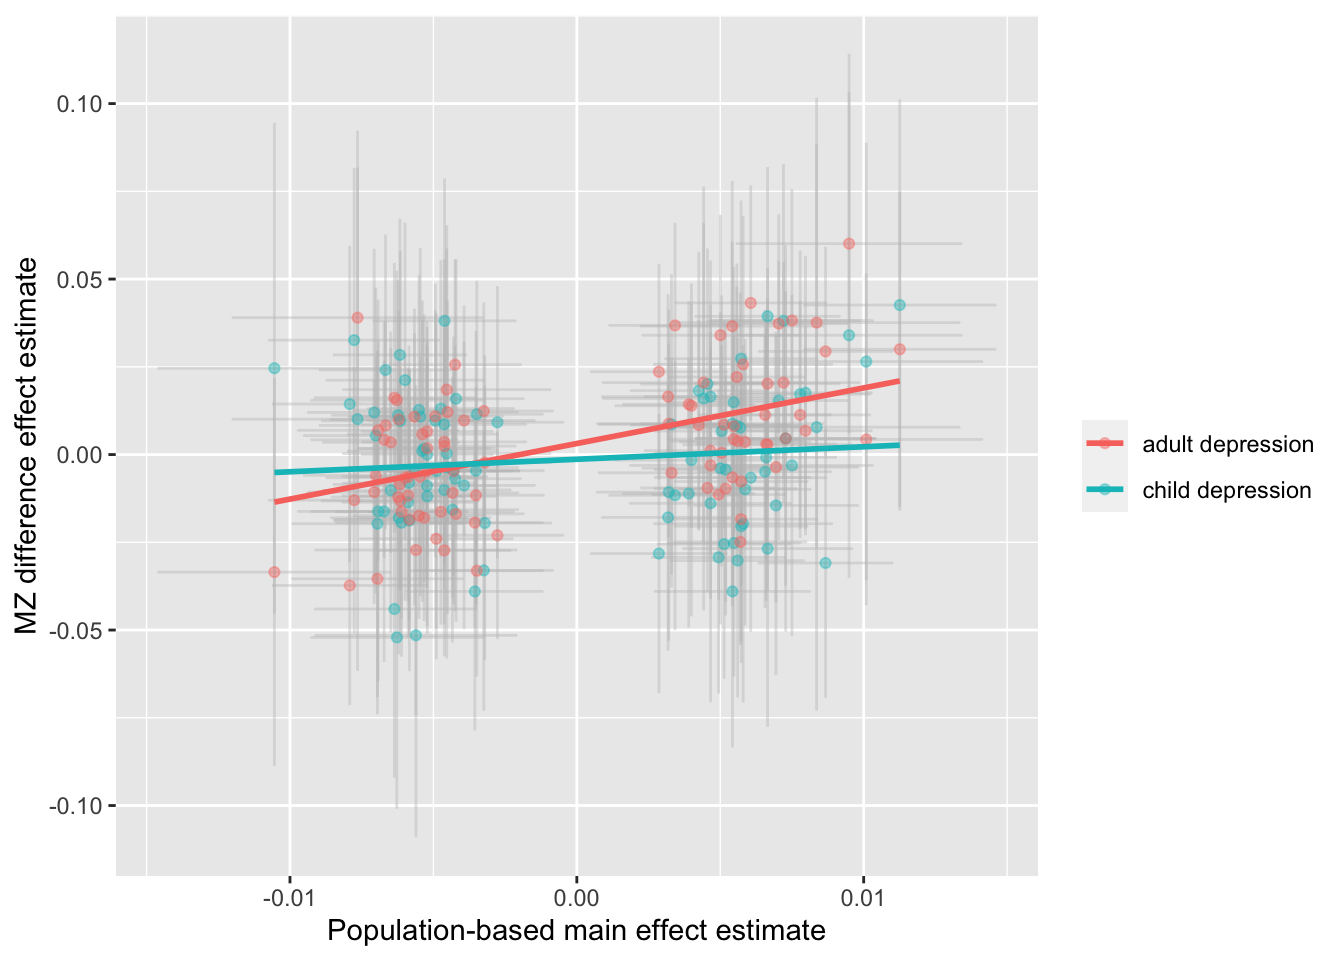 0.10
0.05
0.00
-0.05
-0.10
MZ difference effect estimate
-0.01
0.00
0.01
Population-based main effect estimate
adult depression
child depression